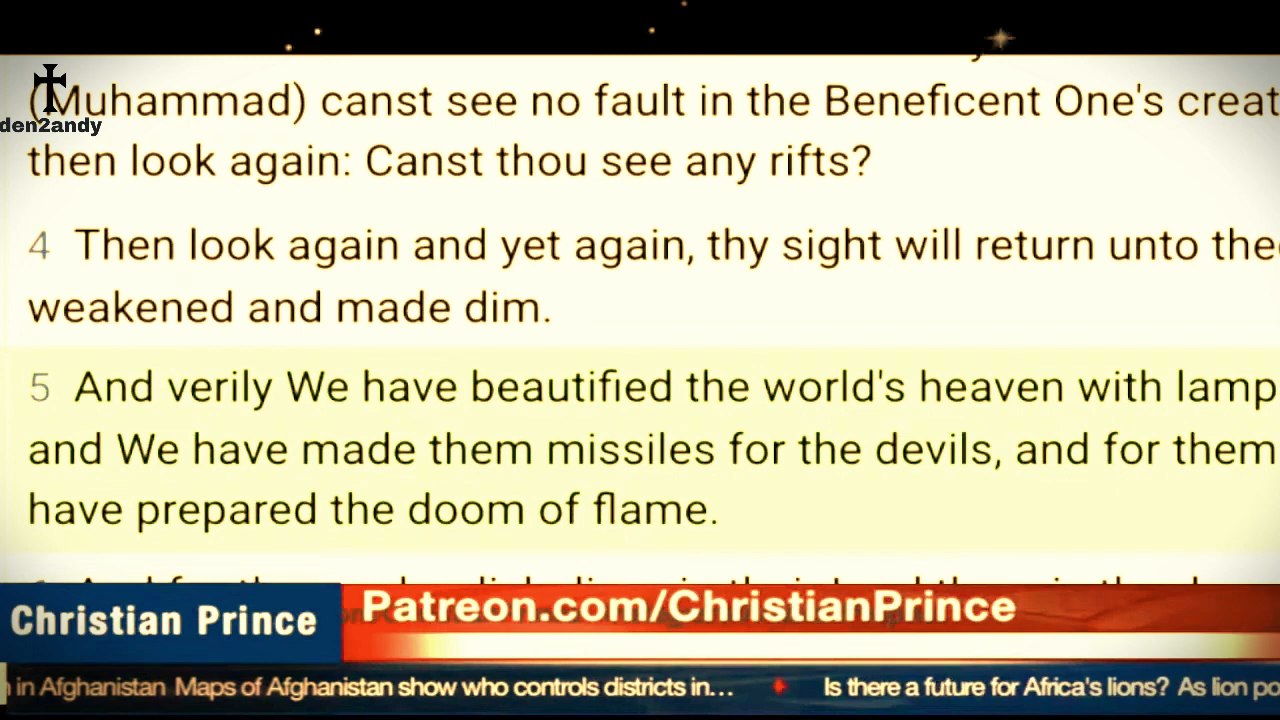 (Muhammad) canst see no fault in the Beneficent One's creat
den2andy
then look again: Canst thou see any rifts?
4 Then look again and yet again, thy sight will return unto thee
weakened and made dim.
5 And verily We have beautified the world's heaven with lamp
and We have made them missiles for the devils, and for them
have prepared the doom of flame.
Christian Prince
Patreon.com/ChristianPrince
in Afghanistan Maps of Afghanistan show who controls districts in... Is there a future for Africa's lions? As lion po